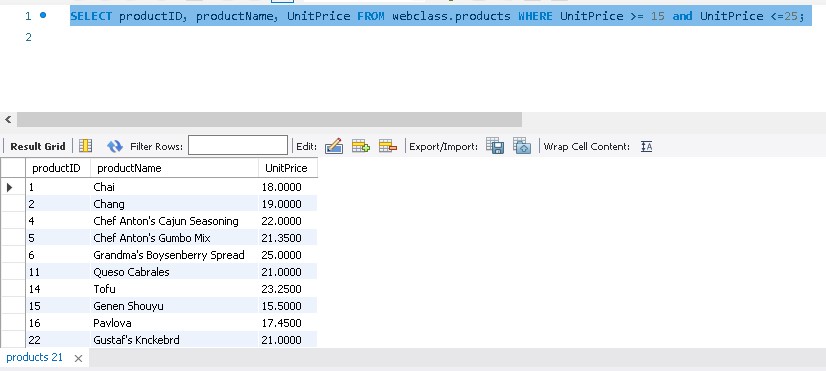 1 SELECT productID, productName, UnitPrice FROM webclass.products WHERE UnitPrice >= 15 and UnitPrice <=25;
2
Result Grid Filter Rows: Edit: Export/Import: Wrap Cell Content:
productID productName UnitPrice
1 Chai 18.0000
2 Chang 19.0000
4 Chef Anton's Cajun Seasoning 22.0000
5 Chef Anton's Gumbo Mix 21.3500
6 Grandma's Boysenberry Spread 25.0000
11 Queso Cabrales 21.0000
14 Tofu 23.2500
15 Genen Shouyu 15.5000
16 Pavlova 17.4500
22 Gustaf's Knckebrd 21.0000
products 21